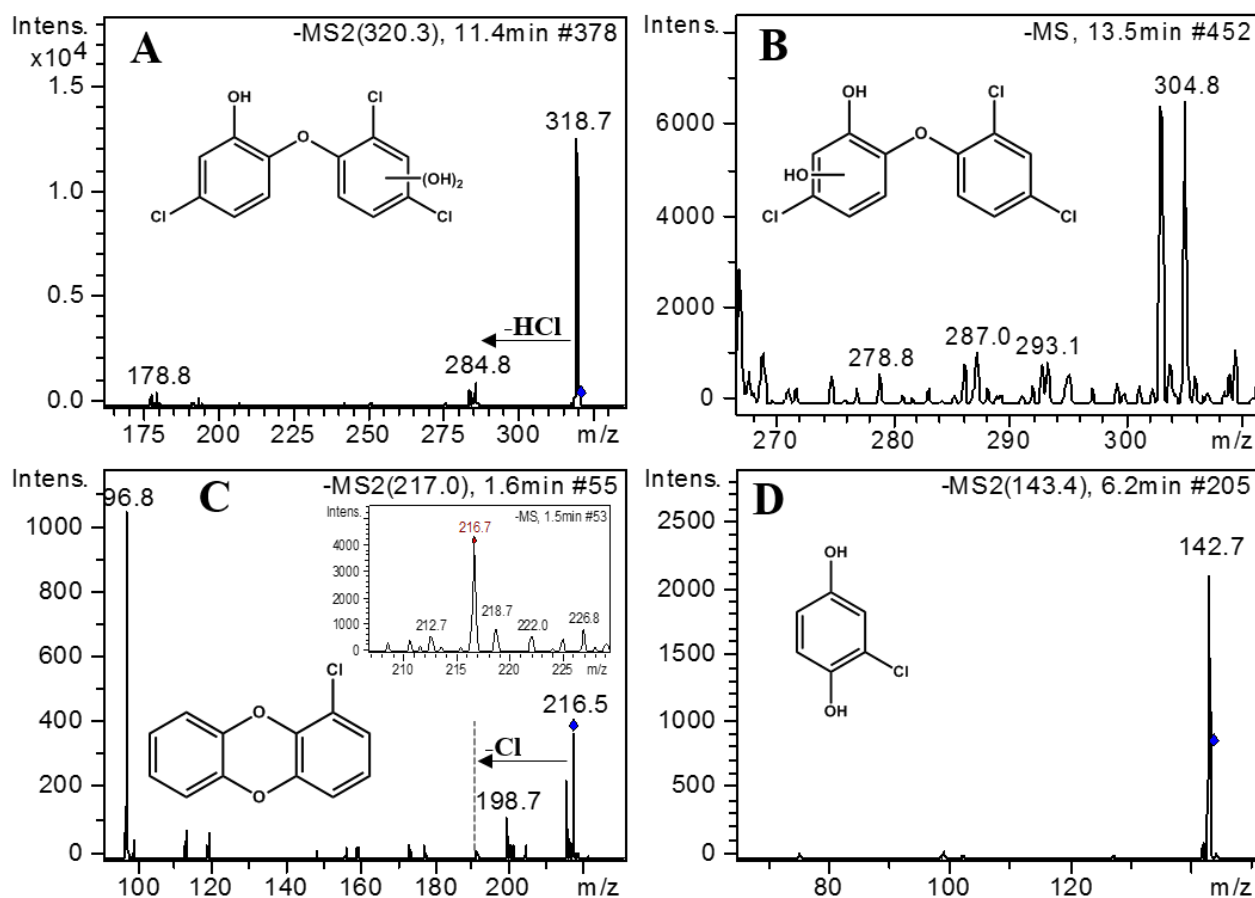 Intens.
x10^4
A
-MS2(320.3), 11.4min #378
1.5
1.0
0.5
0.0
OH
O
Cl
(OH)2
Cl
Cl
318.7
-HCl
284.8
178.8
175 200 225 250 275 300 m/z
Intens.
B
-MS, 13.5min #452
6000
4000
2000
0
OH
O
Cl
HO
Cl
Cl
304.8
278.8
287.0
293.1
270 280 290 300 m/z
Intens.
C
-MS2(217.0), 1.6min #55
1000
800
600
400
200
0
96.8
Intens.
-MS, 1.5min #53
4000
3000
2000
1000
0
216.7
212.7
218.7
222.0
226.8
210 215 220 225 m/z
Cl
O
O
216.5
-Cl
198.7
100 120 140 160 180 200 m/z
Intens.
D
-MS2(143.4), 6.2min #205
2500
2000
1500
1000
500
0
OH
Cl
OH
142.7
80 100 120 m/z